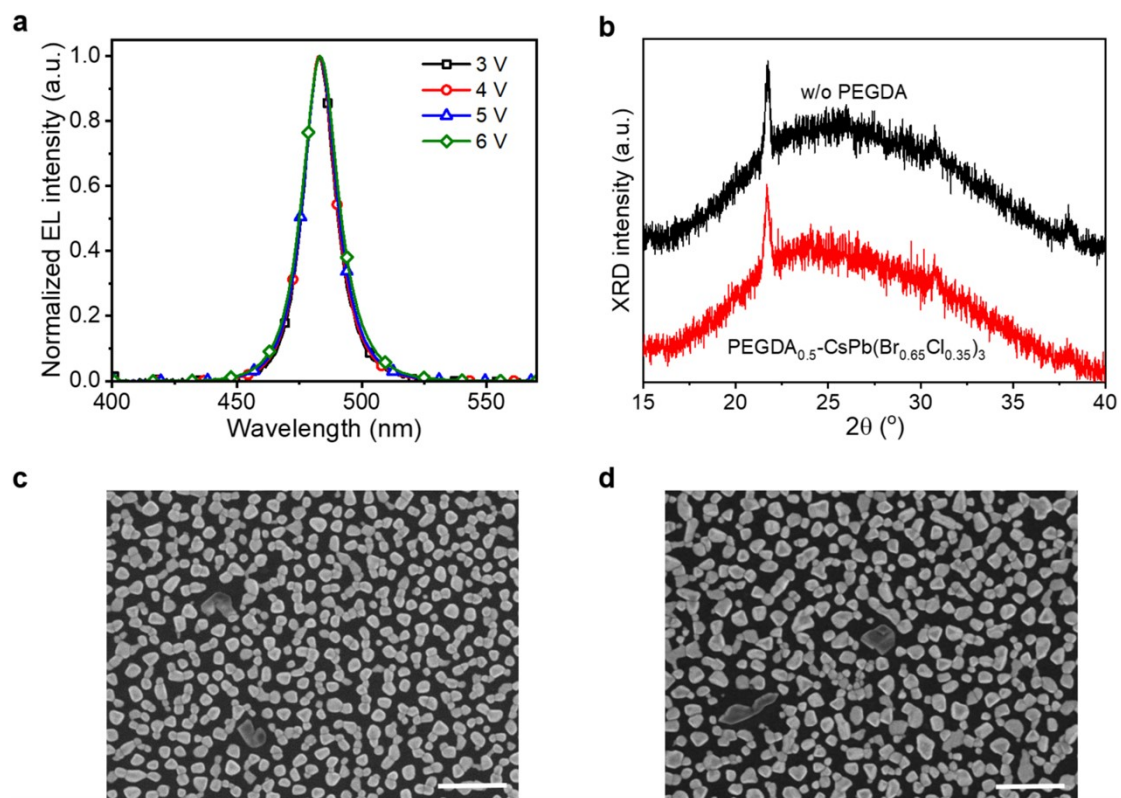 a
Normalized EL intensity (a.u.)
1.0
0.8
0.6
0.4
0.2
0.0
3 V
4 V
5 V
6 V
400
450
500
550
Wavelength (nm)
b
XRD intensity (a.u.)
w/o PEGDA
PEGDA0.5-CsPb(Br0.65Cl0.35)3
15
20
25
30
35
40
2θ (°)
c
d